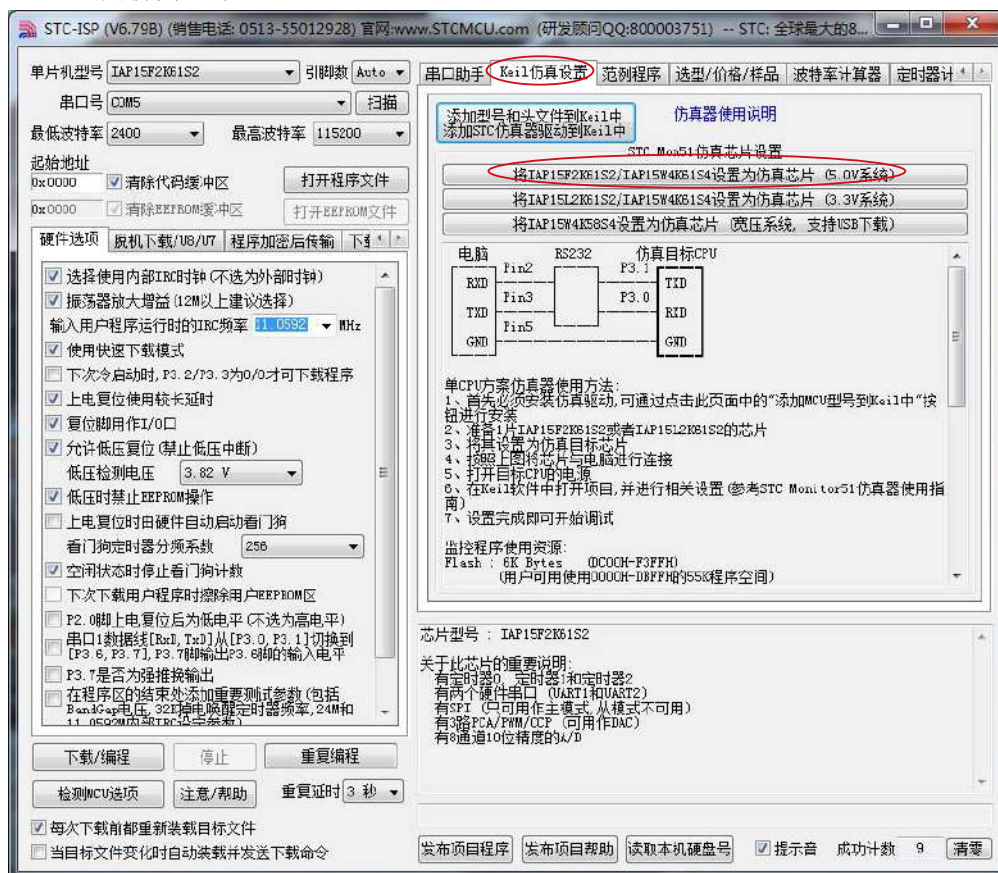 STC-ISP (V6.79B) (销售电话: 0513-55012928) 官网:www.STCMCU.com (研发顾问QQ:800003751) -- STC: 全球最大的8...
单片机型号 IAP15F2K61S2 引脚数 Auto
串口号 COM5 扫描
最低波特率 2400 最高波特率 115200
起始地址
0x0000 清除代码缓冲区 打开程序文件
0x0000 清除EEPROM缓冲区 打开EEPROM文件
硬件选项 脱机下载/U8/U7 程序加密后传输
选择使用内部IRC时钟(不选为外部时钟)
振荡器放大增益(12M以上建议选择)
输入用户程序运行时的IRC频率 11.0592 MHz
使用快速下载模式
下次冷启动时,P3.2/P3.3为0/0才可下载程序
上电复位使用较长延时
复位脚用作I/O口
允许低压复位(禁止低压中断)
低压检测电压 3.82 V
低压时禁止EEPROM操作
上电复位时由硬件自动启动看门狗
看门狗定时器分频系数 256
空闲状态时停止看门狗计数
下次下载用户程序时擦除用户EEPROM区
P2.0脚上电复位后为低电平(不选为高电平)
串口1数据线[RxD,TxD]从[P3.0,P3.1]切换到
[P3.6,P3.7],P3.7脚输出P3.6脚的输入电平
P3.7是否为强推挽输出
在程序区的结束处添加重要测试参数(包括
BandGap电压,32K掉电唤醒定时器频率,24M和
11.0592M内部IRC设定参数)
下载/编程 停止 重复编程
检测MCU选项 注意/帮助 重复延时 3 秒
每次下载前都重新装载目标文件
当目标文件变化时自动装载并发送下载命令
串口助手 Keil仿真设置 范例程序 选型/价格/样品 波特率计算器 定时器计
添加型号和头文件到Keil中
添加STC仿真器驱动到Keil中
仿真器使用说明
STC Mon51仿真芯片设置
将IAP15F2K61S2/IAP15W4K61S4设置为仿真芯片 (5.0V系统)
将IAP15L2K61S2/IAP15W4K61S4设置为仿真芯片 (3.3V系统)
将IAP15W4K58S4设置为仿真芯片 (宽压系统, 支持USB下载)
电脑 RS232 仿真目标CPU
Pin2 P3.1
RXD TXD
Pin3 P3.0
TXD RXD
Pin5
GND GND
单CPU方案仿真器使用方法:
1、首先必须安装仿真驱动,可通过点击此页面中的“添加MCU型号到Keil中”按
钮进行安装
2、准备1片IAP15F2K61S2或者IAP15L2K61S2的芯片
3、将其设置为仿真目标芯片
4、按照上图将芯片与电脑进行连接
5、打开目标CPU的电源
6、在Keil软件中打开项目,并进行相关设置(参考STC Monitor51仿真器使用指
南)
7、设置完成即可开始调试
监控程序使用资源:
Flash : 6K Bytes (DC00H-F3FFH)
(用户可用使用0000H-DBFFH的55K程序空间)
芯片型号 : IAP15F2K61S2
关于此芯片的重要说明:
有定时器0、定时器1和定时器2
有两个硬件串口 (UART1和UART2)
有SPI (只可用作主模式,从模式不可用)
有3路PCA/PWM/CCP (可用作DAC)
有8通道10位精度的A/D
发布项目程序 发布项目帮助 读取本机硬盘号 提示音 成功计数 9 清零